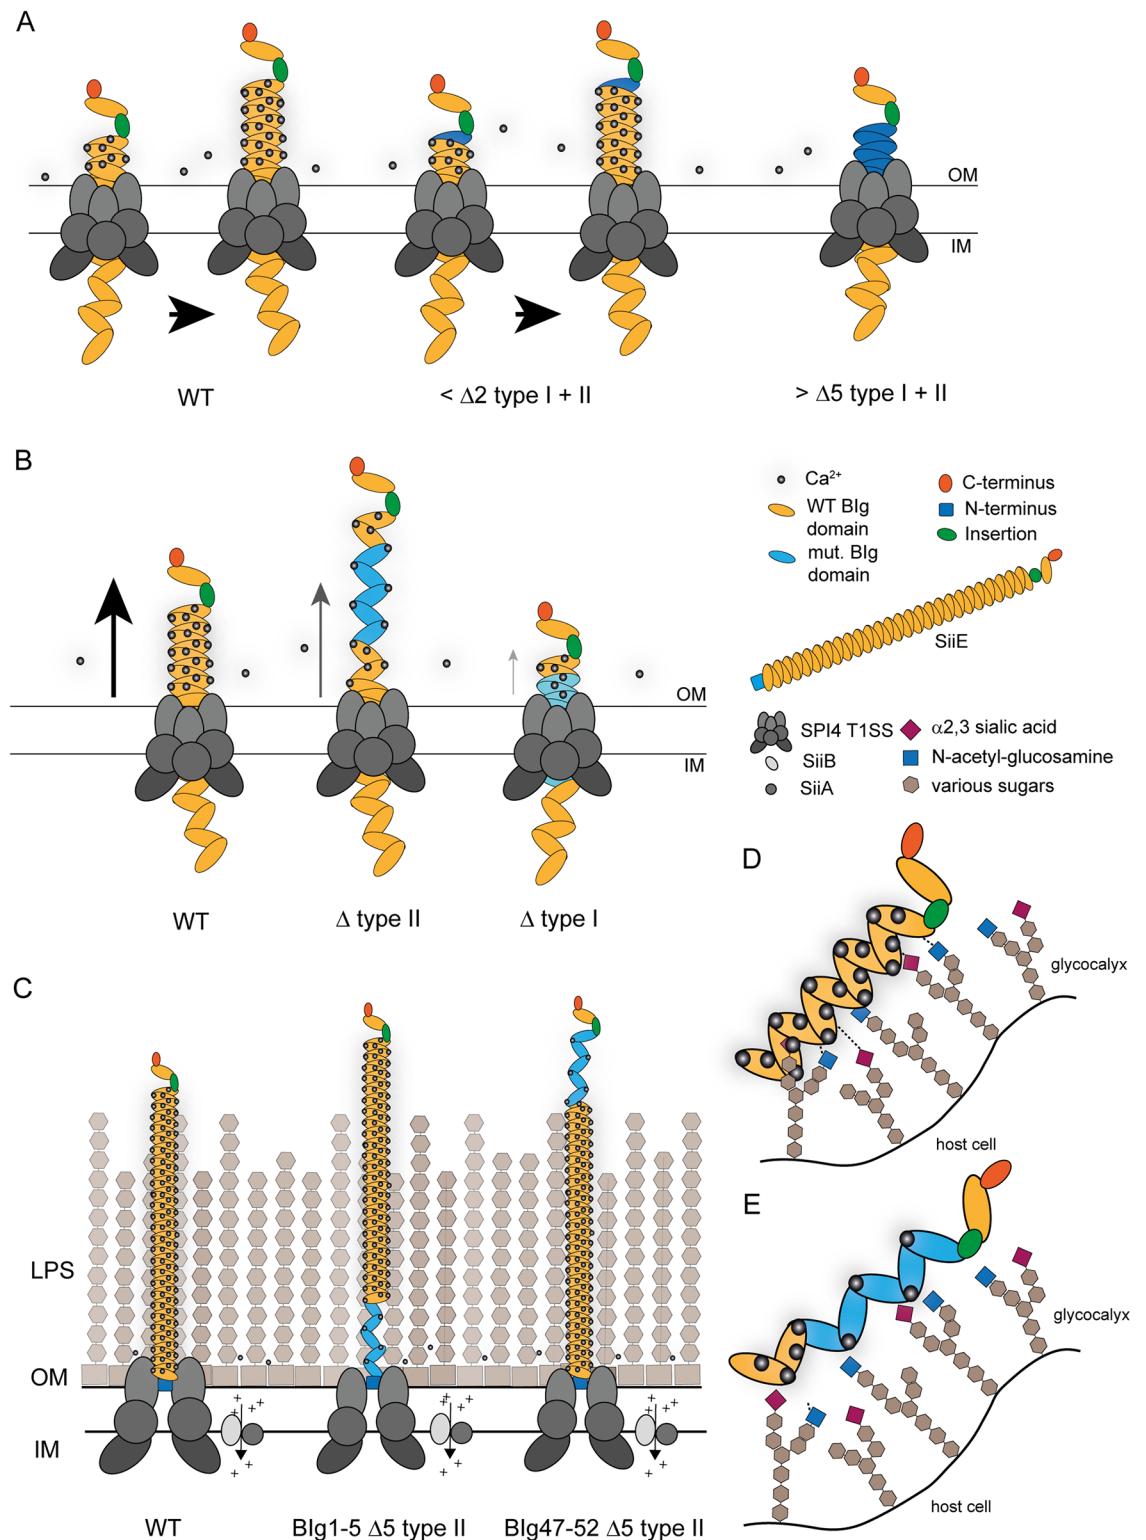 A
OM
IM
WT
< Δ2 type I + II
> Δ5 type I + II
B
OM
IM
WT
Δ type II
Δ type I
Ca²⁺
WT BIg
domain
mut. BIg
domain
C-terminus
N-terminus
Insertion
SiiE
SPI4 T1SS
SiiB
SiiA
α2,3 sialic acid
N-acetyl-glucosamine
various sugars
C
LPS
OM
IM
+
++
+
+
+
++
+
+
+
++
+
+
WT
BIg1-5 Δ5 type II
BIg47-52 Δ5 type II
D
glycocalyx
host cell
E
glycocalyx
host cell